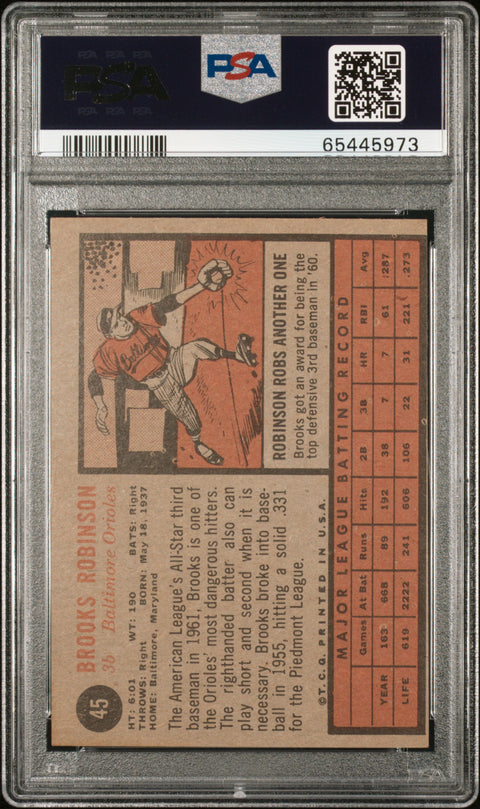 PSA
PSA
65445973
45
BROOKS ROBINSON
3b Baltimore Orioles
HT: 6:01 WT: 190 BATS: Right
THROWS: Right BORN: May 18, 1937
HOME: Baltimore, Maryland
The American League's All-Star third
baseman in 1961, Brooks is one of
the Orioles' most dangerous hitters.
The righthanded batter also can
play short and second when it is
necessary. Brooks broke into base-
ball in 1955, hitting a solid .331
for the Piedmont League.
ROBINSON ROBS ANOTHER ONE
Brooks got an award for being the
top defensive 3rd baseman in '60.
©T.C.G. PRINTED IN U.S.A.
MAJOR LEAGUE BATTING RECORD
Games At Bat Runs Hits 2B 3B HR RBI Avg
YEAR 163 668 89 192 38 7 7 61 .287
LIFE 619 2222 241 606 106 22 31 221 .273